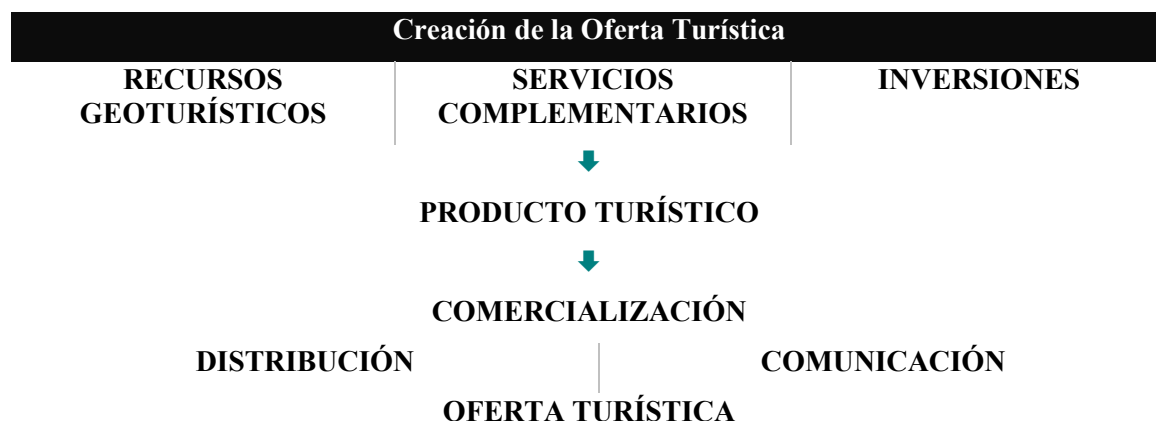 Creación de la Oferta Turística
RECURSOS
GEOTURÍSTICOS
SERVICIOS
COMPLEMENTARIOS
INVERSIONES
PRODUCTO TURÍSTICO
COMERCIALIZACIÓN
DISTRIBUCIÓN
COMUNICACIÓN
OFERTA TURÍSTICA